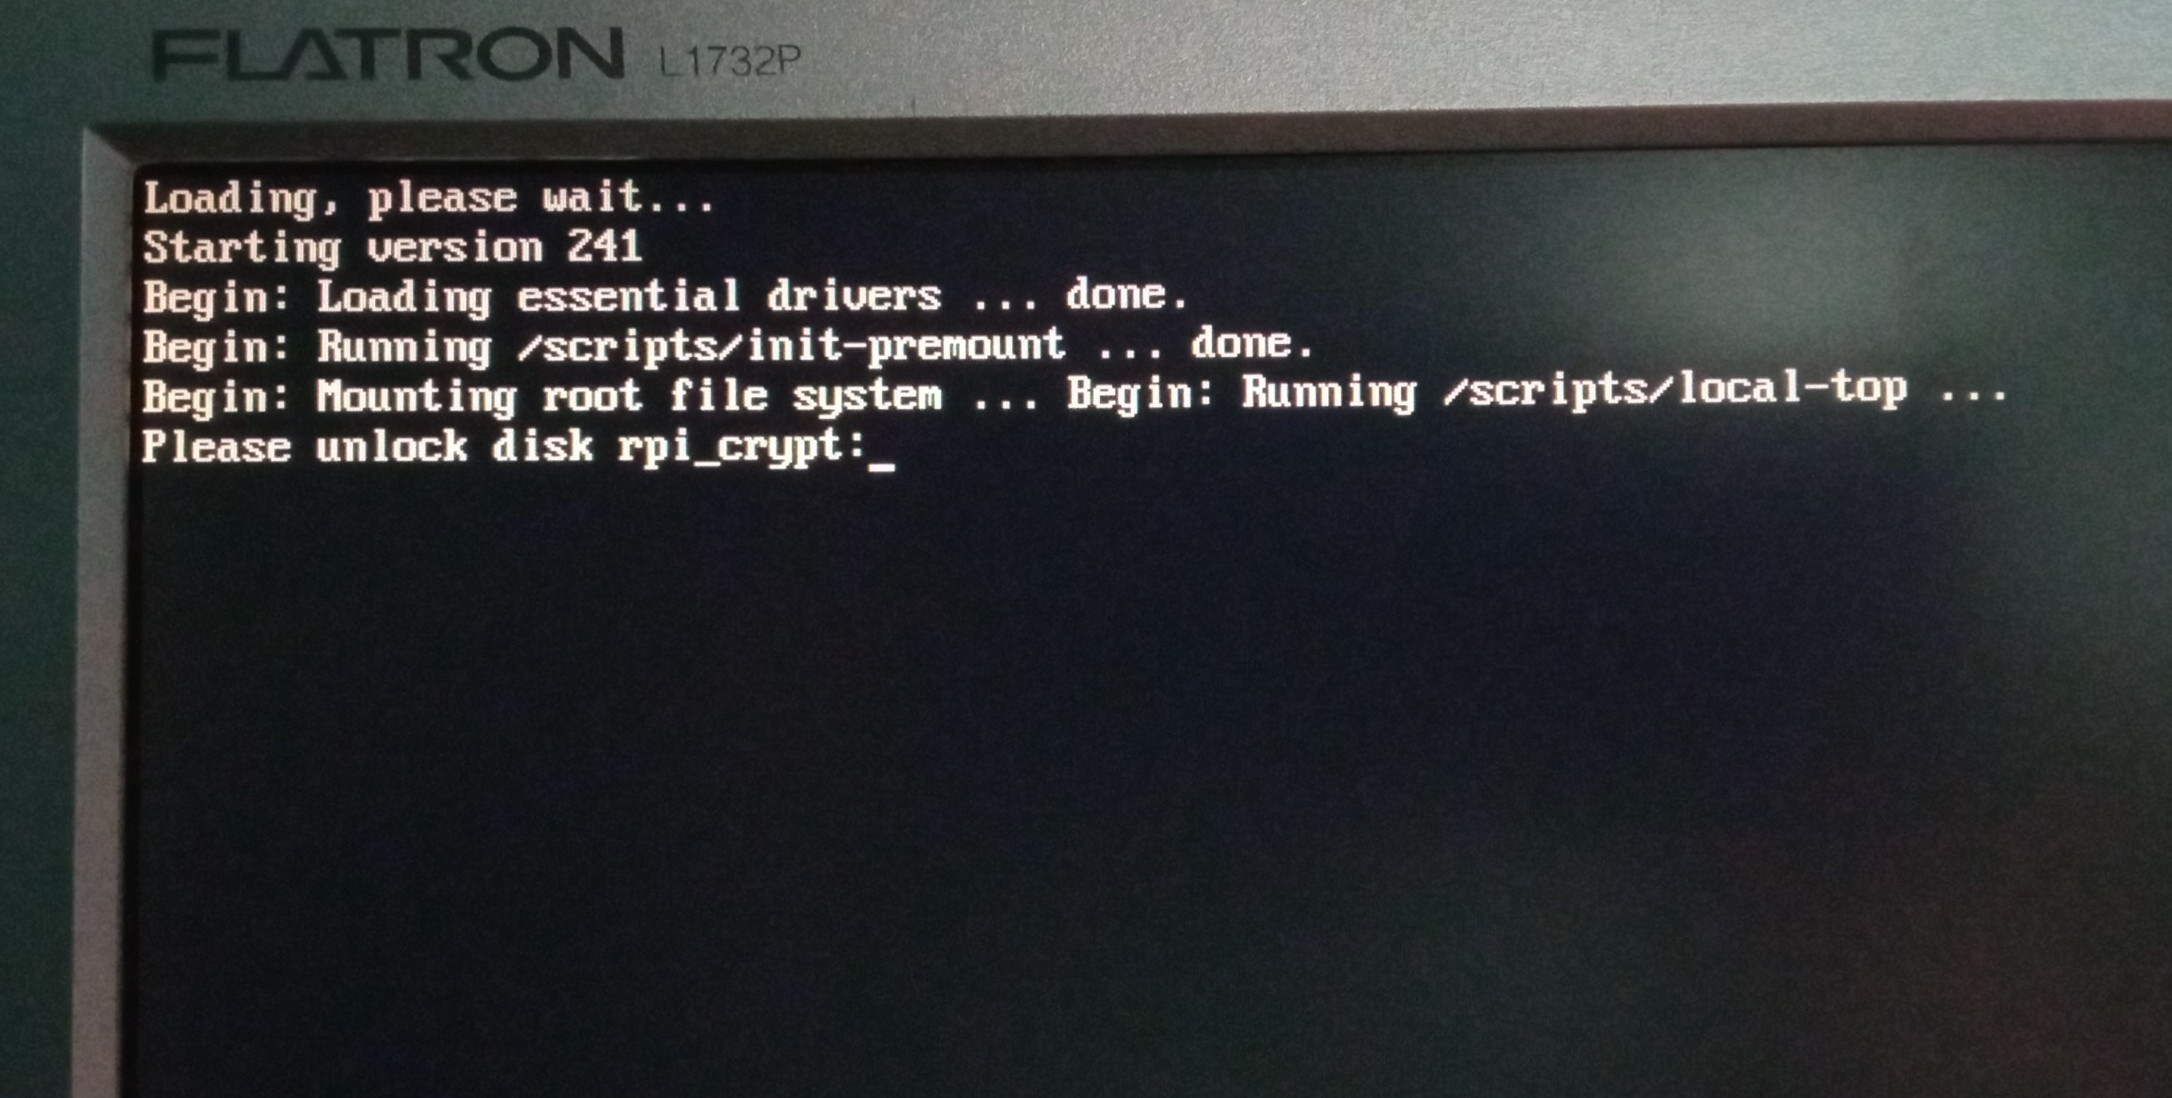 FLATRON L1732P
Loading, please wait...
Starting version 241
Begin: Loading essential drivers ... done.
Begin: Running /scripts/init-premount ... done.
Begin: Mounting root file system ... Begin: Running /scripts/local-top ...
Please unlock disk rpi_crypt:_